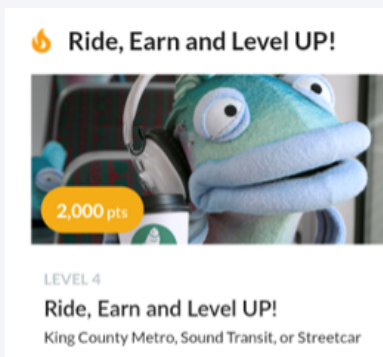 Ride, Earn and Level UP!
2,000 pts
LEVEL 4
Ride, Earn and Level UP!
King County Metro, Sound Transit, or Streetcar